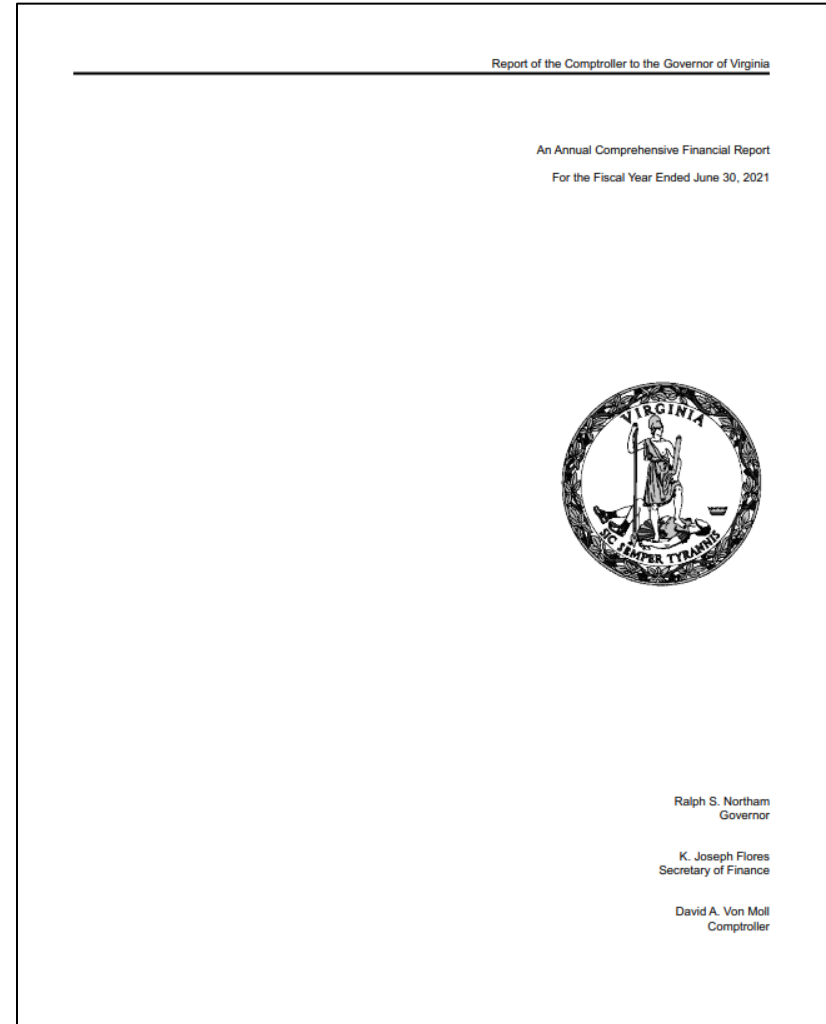 Report of the Comptroller to the Governor of Virginia
An Annual Comprehensive Financial Report
For the Fiscal Year Ended June 30, 2021
VIRGINIA
SIC SEMPER TYRANNIS
Ralph S. Northam
Governor
K. Joseph Flores
Secretary of Finance
David A. Von Moll
Comptroller